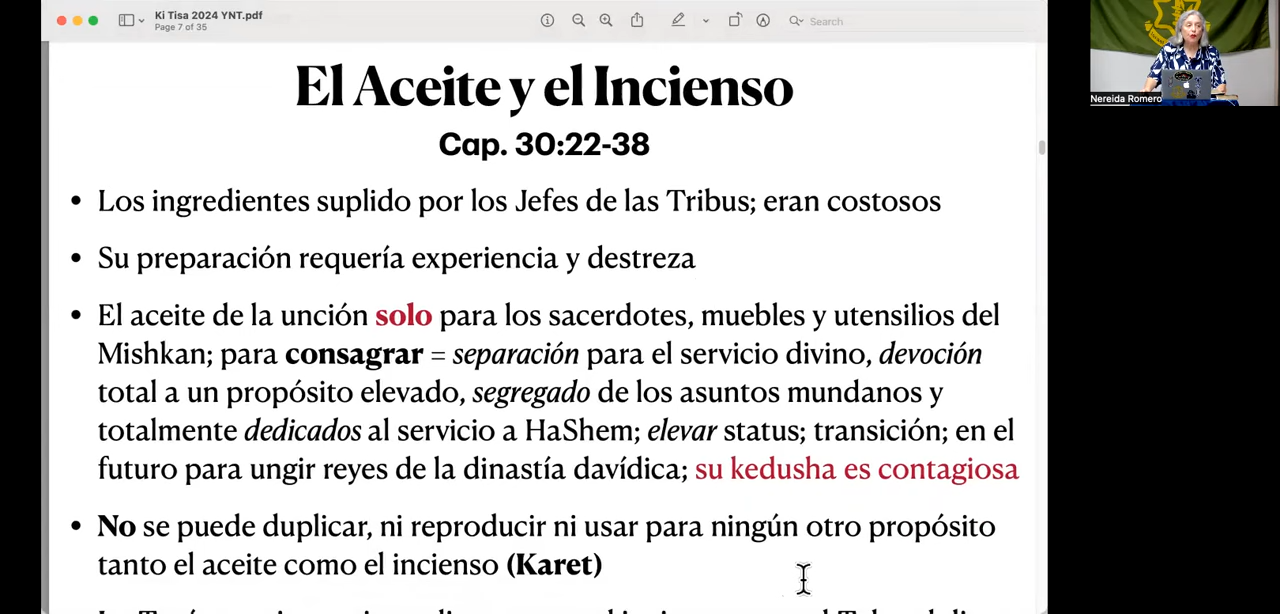 Ki Tisa 2024 YNT.pdf
Page 7 of 35
Search
Nereida Romero
El Aceite y el Incienso
Cap. 30:22-38
• Los ingredientes suplido por los Jefes de las Tribus; eran costosos
• Su preparación requería experiencia y destreza
• El aceite de la unción solo para los sacerdotes, muebles y utensilios del
Mishkan; para consagrar = separación para el servicio divino, devoción
total a un propósito elevado, segregado de los asuntos mundanos y
totalmente dedicados al servicio a HaShem; elevar status; transición; en el
futuro para ungir reyes de la dinastía davídica; su kedusha es contagiosa
• No se puede duplicar, ni reproducir ni usar para ningún otro propósito
tanto el aceite como el incienso (Karet)